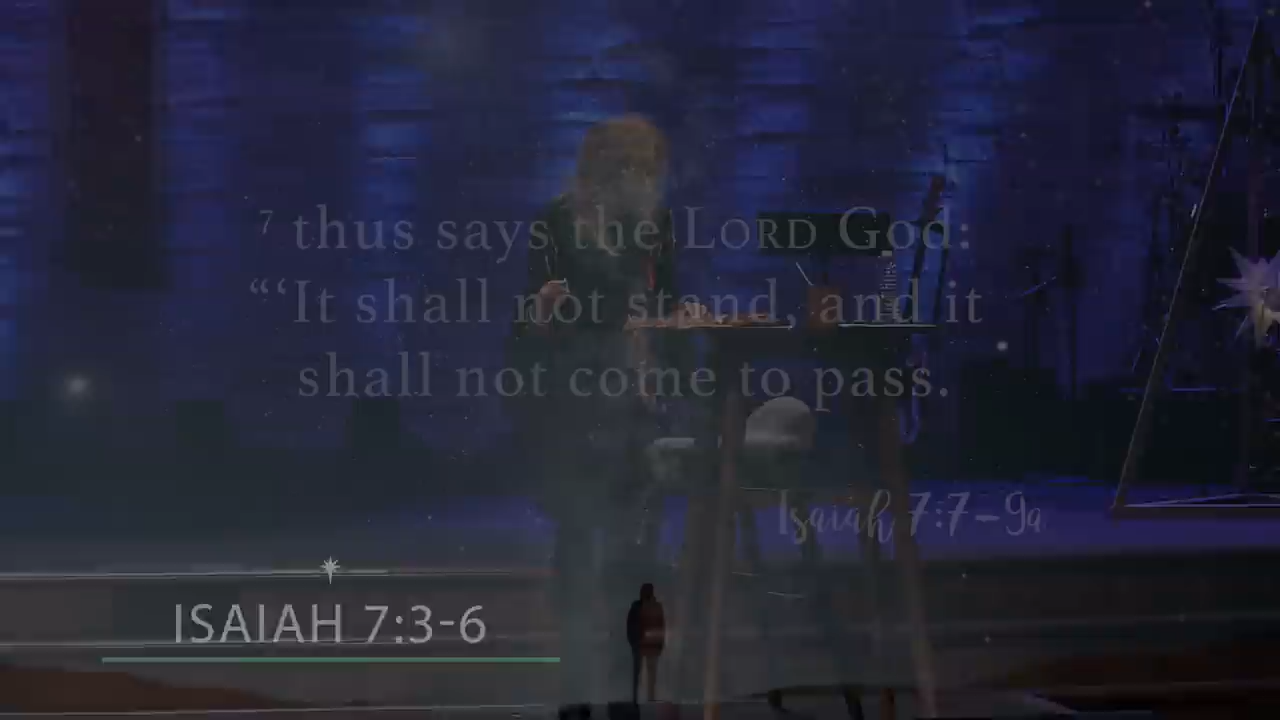 ⁷ thus says the LORD God:
“‘It shall not stand, and it
shall not come to pass.
Isaiah 7:7-9a
ISAIAH 7:3-6